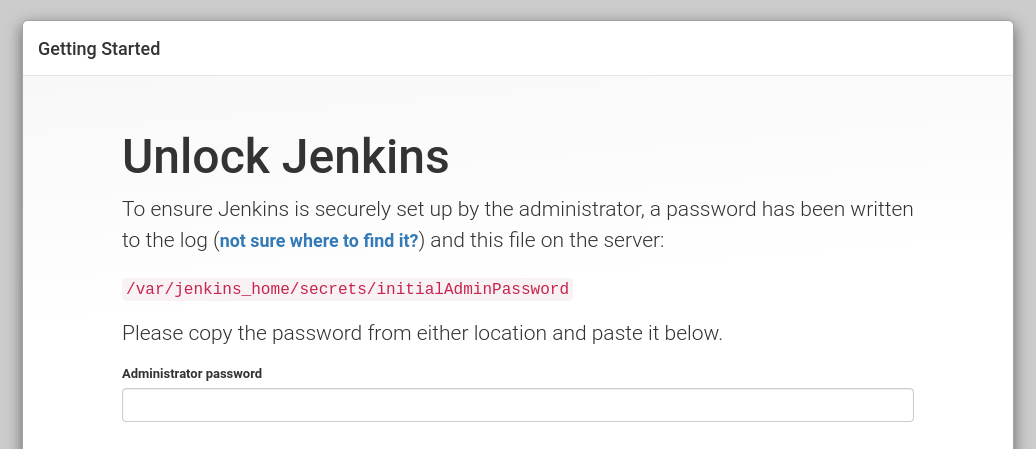 Getting Started
Unlock Jenkins
To ensure Jenkins is securely set up by the administrator, a password has been written
to the log (not sure where to find it?) and this file on the server:
/var/jenkins_home/secrets/initialAdminPassword
Please copy the password from either location and paste it below.
Administrator password